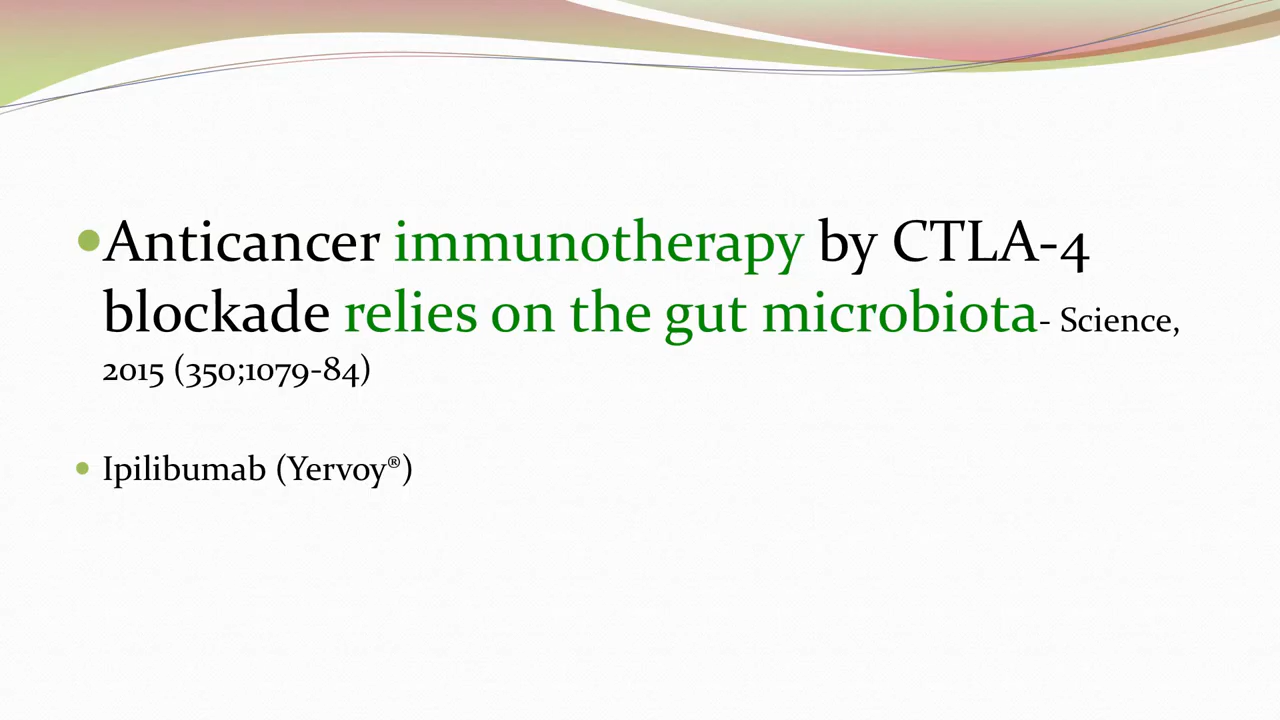 •Anticancer immunotherapy by CTLA-4
blockade relies on the gut microbiota- Science,
2015 (350;1079-84)
• Ipilibumab (Yervoy®)